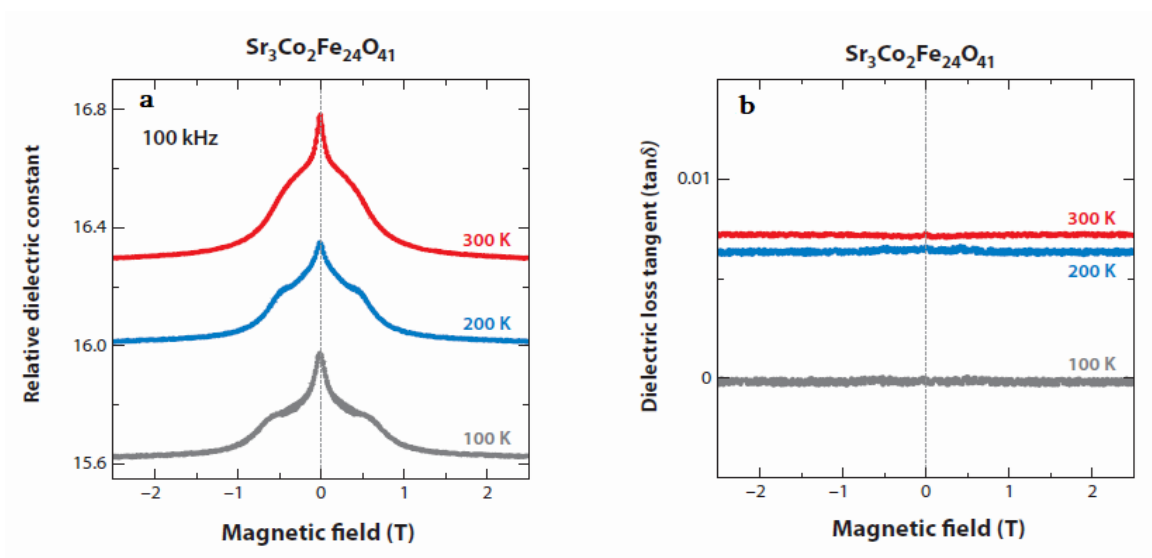 Sr3Co2Fe24O41
a
100 kHz
Relative dielectric constant
16.8
16.4
16.0
15.6
300 K
200 K
100 K
−2 −1 0 1 2
Magnetic field (T)
Sr3Co2Fe24O41
b
Dielectric loss tangent (tanδ)
0.01
0
300 K
200 K
100 K
−2 −1 0 1 2
Magnetic field (T)